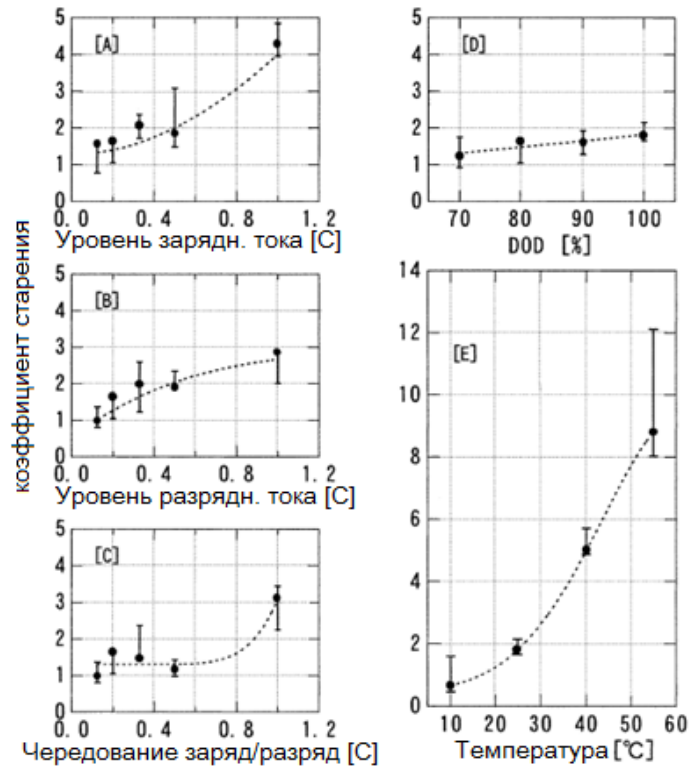 коэффициент старения
5
4
3
2
1
0
[A]
0.0 0.4 0.8 1.2
Уровень зарядн. тока [C]
5
4
3
2
1
0
[B]
0.0 0.4 0.8 1.2
Уровень разрядн. тока [C]
5
4
3
2
1
0
[C]
0.0 0.4 0.8 1.2
Чередование заряд/разряд [C]
5
4
3
2
1
0
[D]
70 80 90 100
DOD [%]
14
12
10
8
6
4
2
0
[E]
10 20 30 40 50 60
Температура [℃]